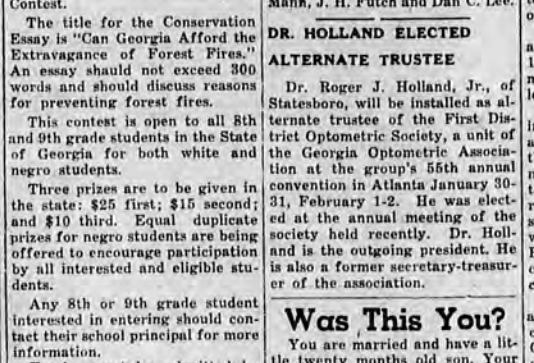 Contest.
The title for the Conservation
Essay is "Can Georgia Afford the
Extravagance of Forest Fires."
An essay shauld not exceed 300
words and should discuss reasons
for preventing forest fires.
This contest is open to all 8th
and 9th grade students in the State
of Georgia for both white and
negro students.
Three prizes are to be given in
the state: $25 first; $15 second;
and $10 third. Equal duplicate
prizes for negro students are being
offered to encourage participation
by all interested and eligible stu-
dents.
Any 8th or 9th grade student
interested in entering should con-
tact their school principal for more
information.
Mann, J. H. Futch and Dan C. Lee.
DR. HOLLAND ELECTED
ALTERNATE TRUSTEE
Dr. Roger J. Holland, Jr., of
Statesboro, will be installed as al-
ternate trustee of the First Dis-
trict Optometric Society, a unit of
the Georgia Optometric Associa-
tion at the group's 55th annual
convention in Atlanta January 30-
31, February 1-2. He was elect-
ed at the annual meeting of the
society held recently. Dr. Holl-
and is the outgoing president. He
is also a former secretary-treasur-
er of the association.
Was This You?
You are married and have a lit-
tle twenty months old son. Your